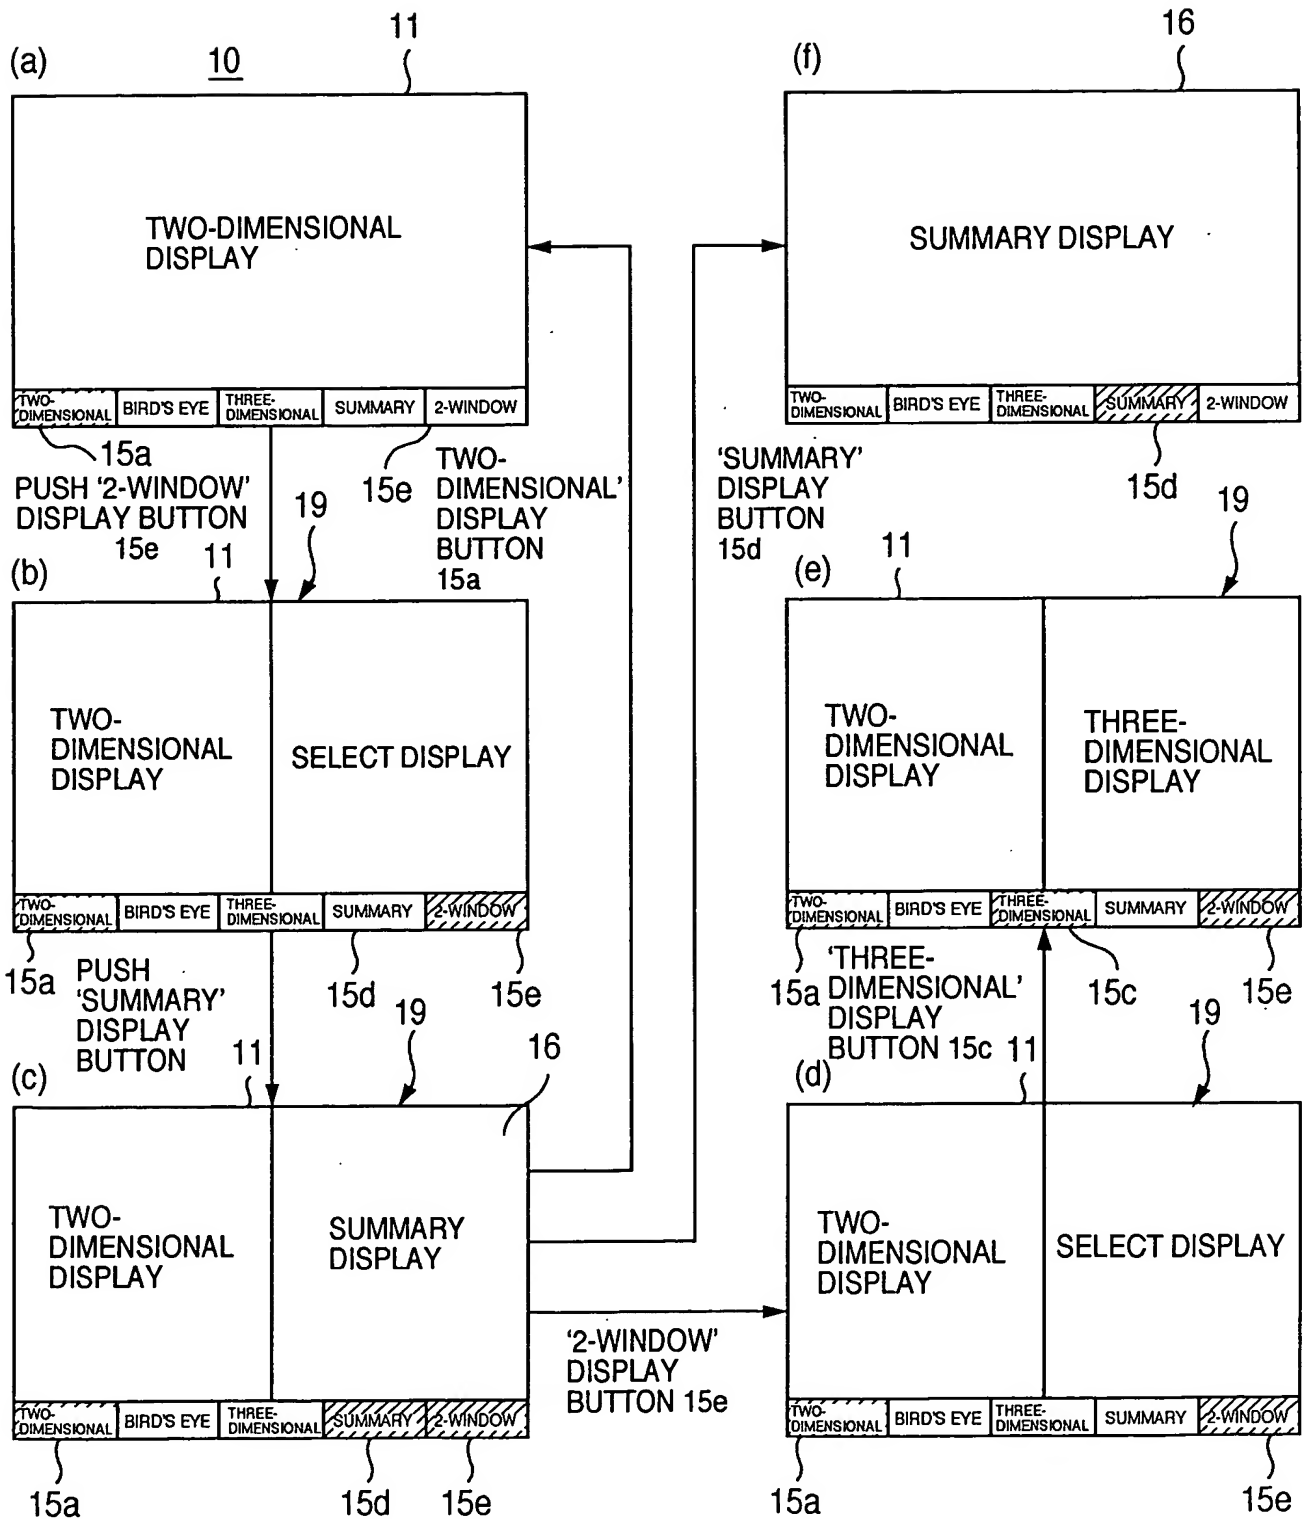 (a)
10
11
TWO-DIMENSIONAL
DISPLAY
TWO-
DIMENSIONAL
BIRD'S EYE
THREE-
DIMENSIONAL
SUMMARY
2-WINDOW
15a
PUSH '2-WINDOW'
DISPLAY BUTTON
15e
15e
TWO-
DIMENSIONAL'
DISPLAY
BUTTON
15a
(b)
11
19
TWO-
DIMENSIONAL
DISPLAY
SELECT DISPLAY
TWO-
DIMENSIONAL
BIRD'S EYE
THREE-
DIMENSIONAL
SUMMARY
2-WINDOW
15a
15d
15e
PUSH
'SUMMARY'
DISPLAY
BUTTON
(c)
11
19
16
TWO-
DIMENSIONAL
DISPLAY
SUMMARY
DISPLAY
TWO-
DIMENSIONAL
BIRD'S EYE
THREE-
DIMENSIONAL
SUMMARY
2-WINDOW
15a
15d
15e
'2-WINDOW'
DISPLAY
BUTTON 15e
(f)
16
SUMMARY DISPLAY
TWO-
DIMENSIONAL
BIRD'S EYE
THREE-
DIMENSIONAL
SUMMARY
2-WINDOW
15d
'SUMMARY'
DISPLAY
BUTTON
15d
(e)
11
19
TWO-
DIMENSIONAL
DISPLAY
THREE-
DIMENSIONAL
DISPLAY
TWO-
DIMENSIONAL
BIRD'S EYE
THREE-
DIMENSIONAL
SUMMARY
2-WINDOW
15a
15c
15e
'THREE-
DIMENSIONAL'
DISPLAY
BUTTON 15c
(d)
11
19
TWO-
DIMENSIONAL
DISPLAY
SELECT DISPLAY
TWO-
DIMENSIONAL
BIRD'S EYE
THREE-
DIMENSIONAL
SUMMARY
2-WINDOW
15a
15e